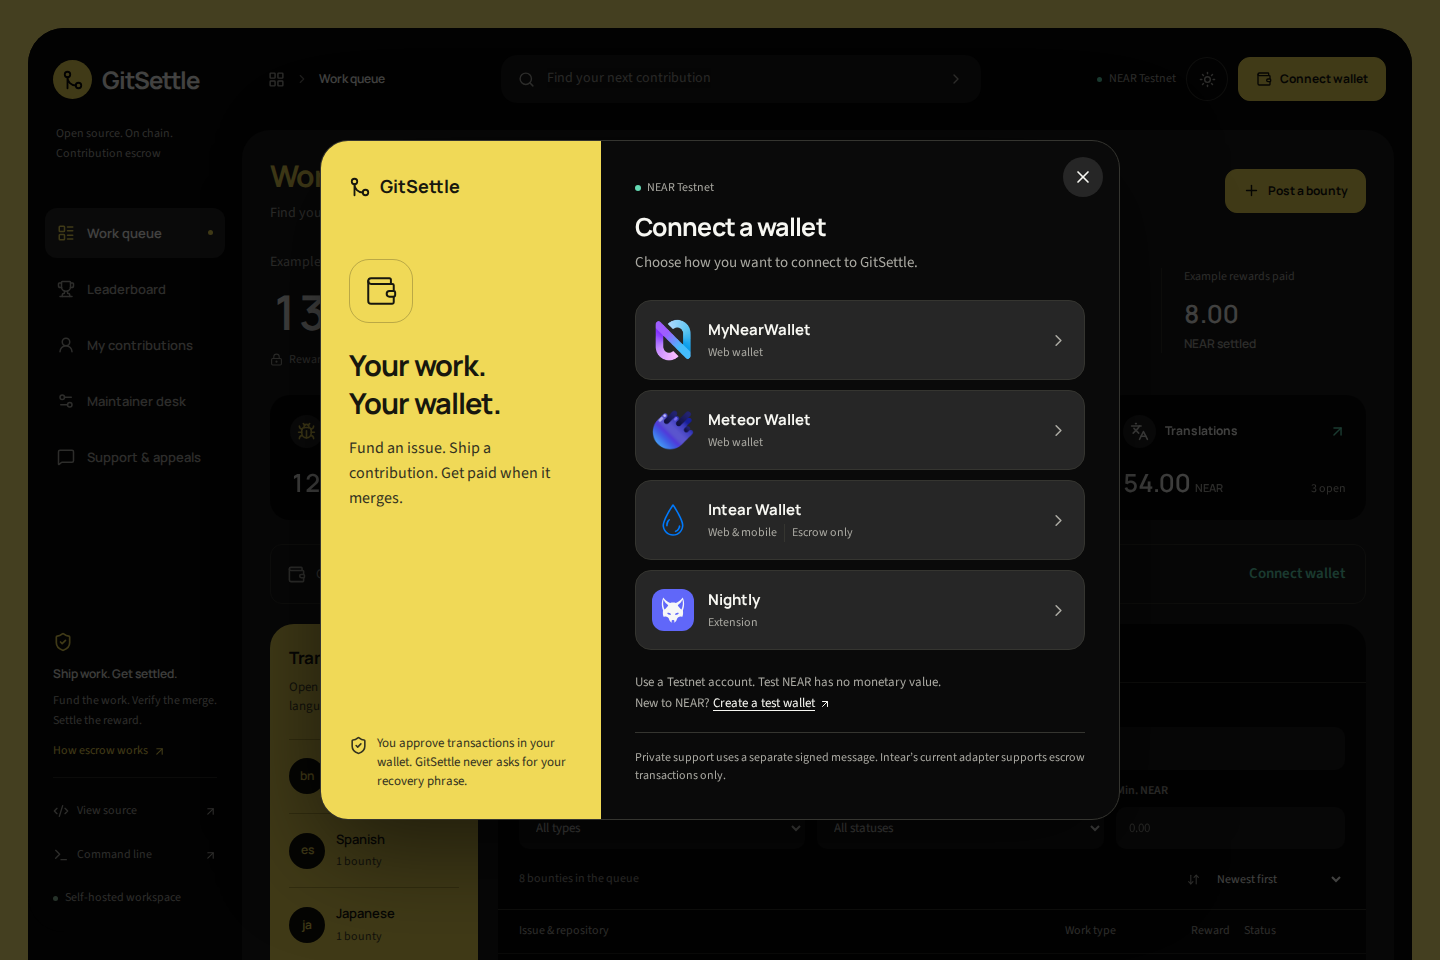 GitSettle
Open source. On chain.
Contribution escrow
Work queue
Find your next contribution
NEAR Testnet
Connect wallet
Work queue
Leaderboard
My contributions
Maintainer desk
Support & appeals
Ship work. Get settled.
Fund the work. Verify the merge.
Settle the reward.
How escrow works
View source
Command line
Self-hosted workspace
Find you
Example
13
Post a bounty
Example rewards paid
8.00
NEAR settled
12
Translations
54.00 NEAR
3 open
Connect wallet
Open
bn
es
Spanish
1 bounty
ja
Japanese
1 bounty
GitSettle
Your work.
Your wallet.
Fund an issue. Ship a
contribution. Get paid when it
merges.
You approve transactions in your
wallet. GitSettle never asks for your
recovery phrase.
NEAR Testnet
Connect a wallet
Choose how you want to connect to GitSettle.
MyNearWallet
Web wallet
Meteor Wallet
Web wallet
Intear Wallet
Web & mobile
Escrow only
Nightly
Extension
Use a Testnet account. Test NEAR has no monetary value.
New to NEAR? Create a test wallet
Private support uses a separate signed message. Intear's current adapter supports escrow
transactions only.
Min. NEAR
All types
All statuses
0.00
8 bounties in the queue
Newest first
Issue & repository
Work type
Reward
Status